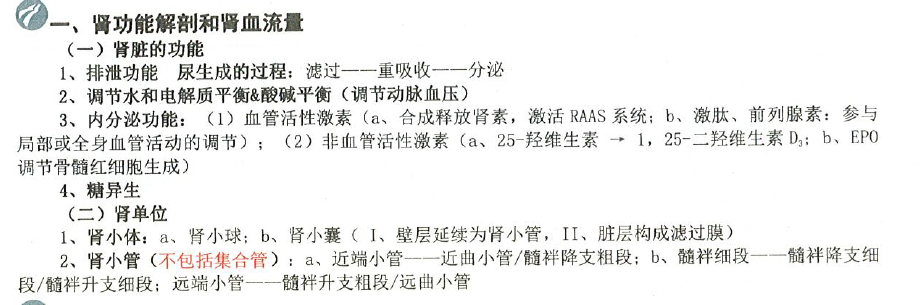 一、肾功能解剖和肾血流量
（一）肾脏的功能
1、排泄功能 尿生成的过程：滤过——重吸收——分泌
2、调节水和电解质平衡&酸碱平衡（调节动脉血压）
3、内分泌功能：（1）血管活性激素（a、合成释放肾素，激活RAAS系统；b、激肽、前列腺素：参与
局部或全身血管活动的调节）；（2）非血管活性激素（a、25-羟维生素 → 1，25-二羟维生素D₃；b、EPO
调节骨髓红细胞生成）
4、糖异生
（二）肾单位
1、肾小体：a、肾小球；b、肾小囊（ I、壁层延续为肾小管，II、脏层构成滤过膜）
2、肾小管（不包括集合管）：a、近端小管——近曲小管/髓袢降支粗段；b、髓袢细段——髓袢降支细
段/髓袢升支细段；远端小管——髓袢升支粗段/远曲小管